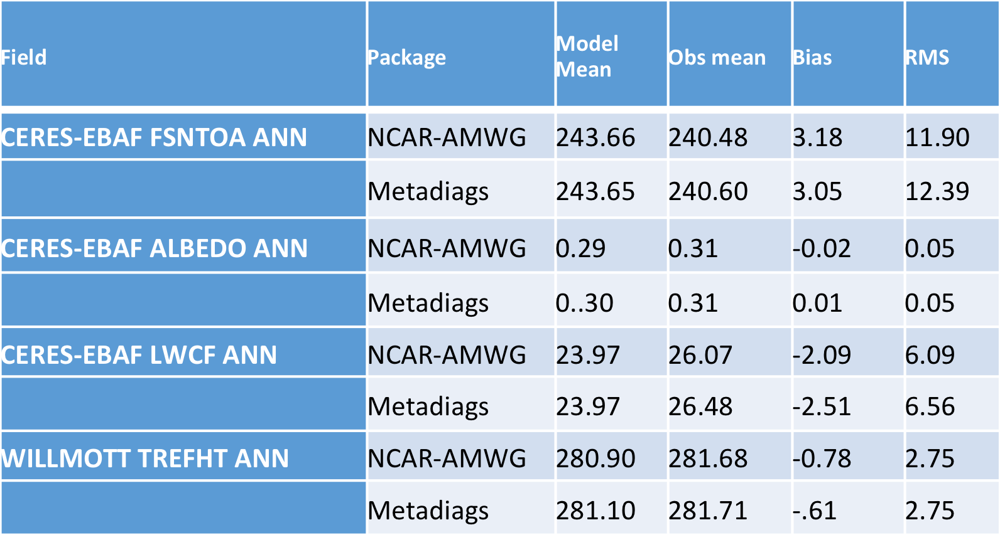 Field Package Model Mean Obs mean Bias RMS
CERES-EBAF FSNTOA ANN NCAR-AMWG 243.66 240.48 3.18 11.90
Metadiags 243.65 240.60 3.05 12.39
CERES-EBAF ALBEDO ANN NCAR-AMWG 0.29 0.31 -0.02 0.05
Metadiags 0..30 0.31 0.01 0.05
CERES-EBAF LWCF ANN NCAR-AMWG 23.97 26.07 -2.09 6.09
Metadiags 23.97 26.48 -2.51 6.56
WILLMOTT TREFHT ANN NCAR-AMWG 280.90 281.68 -0.78 2.75
Metadiags 281.10 281.71 -.61 2.75